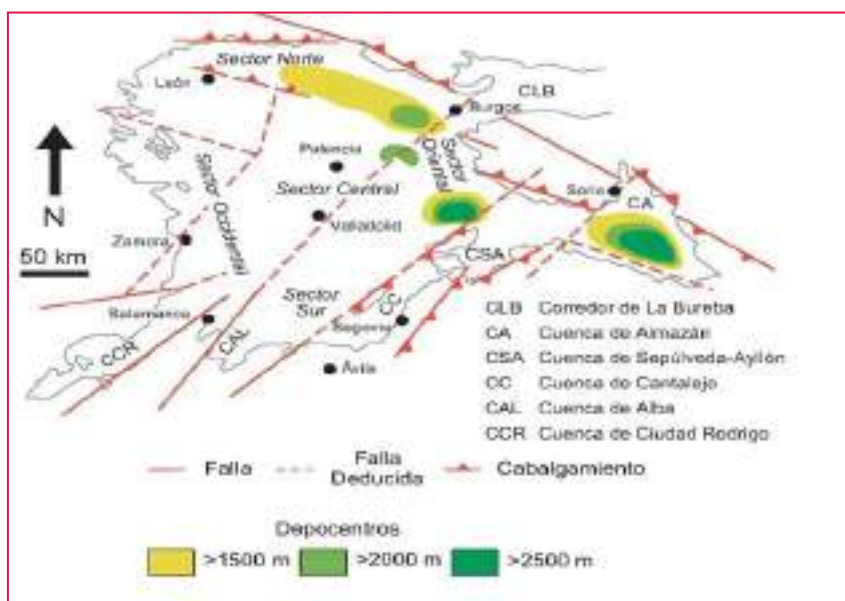 Sector Norte
León
CLB
Burgos
Palencia
Sector Oriental
Soria
CA
Sector Occidental
Sector Central
N
Valladolid
Zamora
50 km
CSA
Sector
Sur
CC
Salamanca
Segovia
CAL
CCR
Ávila
CLB Corredor de La Bureba
CA Cuenca de Almazán
CSA Cuenca de Sepúlveda-Ayllón
CC Cuenca de Cantalejo
CAL Cuenca de Alba
CCR Cuenca de Ciudad Rodrigo
Falla
Falla
Deducida
Cabalgamiento
Depocentros
>1500 m >2000 m >2500 m